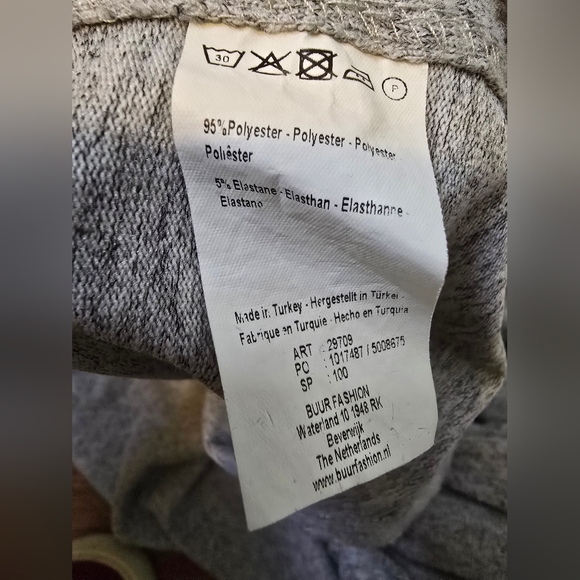 30
P
95%Polyester - Polyester - Polyester
Poliêster
5% Elastane - Elasthan - Elasthanne -
Elastano
Made in Turkey - Hergestellt in Türkei -
Fabrique en Turquie - Hecho en Turquia
ART : 29709
PO : 1017487 / 5008675
SP : 100
BUUR FASHION
Waterland 10 1948 RK
Beverwijk
The Netherlands
www.buurfashion.nl